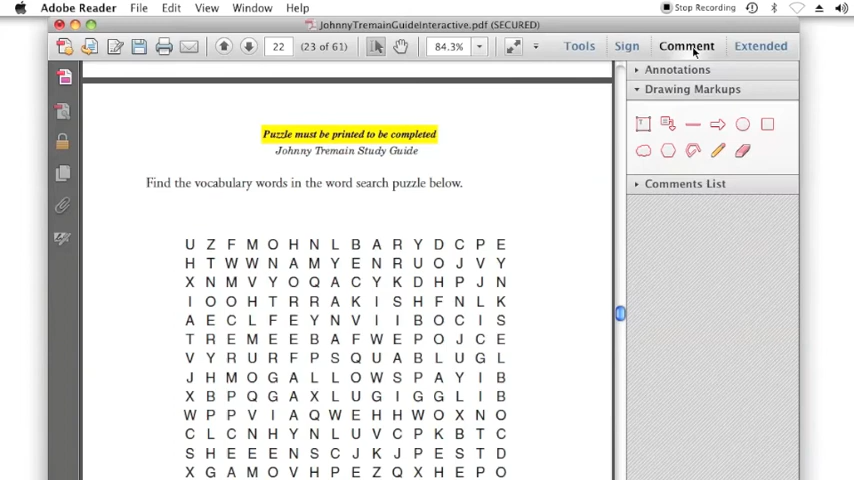 Adobe Reader File Edit View Window Help Stop Recording
JohnnyTremainGuideInteractive.pdf (SECURED)
22 (23 of 61) 84.3% Tools Sign Comment Extended
Annotations
Drawing Markups
T
Comments List
Puzzle must be printed to be completed
Johnny Tremain Study Guide
Find the vocabulary words in the word search puzzle below.
U Z F M O H N L B A R Y D C P E
H T W W N A M Y E N R U O J V Y
X N M V Y O Q A C Y K D H P J N
I O O H T R R A K I S H F N L K
A E C L F E Y N V I I B O C I S
T R E M E E B A F W E P O J C E
V Y R U R F P S Q U A B L U G L
J H M O G A L L O W S P A Y I B
X B P Q G A X L U G I G G L I B
W P P V I A Q W E H H W O X N O
C L C N H Y N L U V C P K B T C
S H E E E N S C J K J P E S T D
X G A M O V H P E Z Q X H E P O